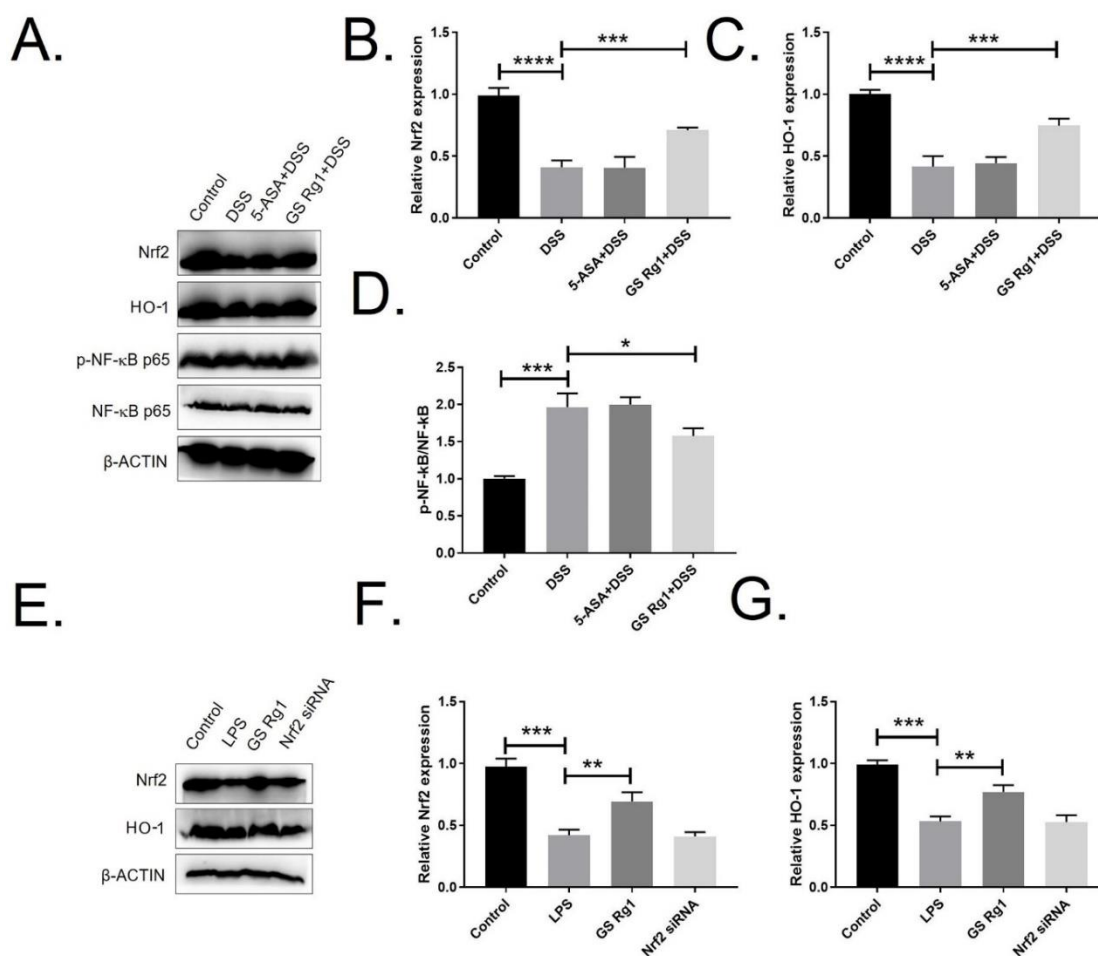 A.
Control
DSS
5-ASA+DSS
GS Rg1+DSS
Nrf2
HO-1
p-NF-κB p65
NF-κB p65
β-ACTIN
B.
Relative Nrf2 expression
1.5
1.0
0.5
0.0
****
***
Control
DSS
5-ASA+DSS
GS Rg1+DSS
C.
Relative HO-1 expression
1.5
1.0
0.5
0.0
****
***
Control
DSS
5-ASA+DSS
GS Rg1+DSS
D.
p-NF-kB/NF-kB
2.5
2.0
1.5
1.0
0.5
0.0
***
*
Control
DSS
5-ASA+DSS
GS Rg1+DSS
E.
Control
LPS
GS Rg1
Nrf2 siRNA
Nrf2
HO-1
β-ACTIN
F.
Relative Nrf2 expression
1.5
1.0
0.5
0.0
***
**
Control
LPS
GS Rg1
Nrf2 siRNA
G.
Relative HO-1 expression
1.5
1.0
0.5
0.0
***
**
Control
LPS
GS Rg1
Nrf2 siRNA